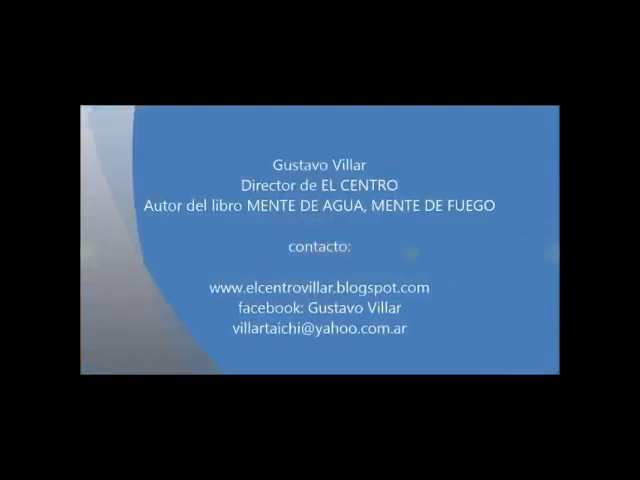 Gustavo Villar
Director de EL CENTRO
Autor del libro MENTE DE AGUA, MENTE DE FUEGO
contacto:
www.elcentrovillar.blogspot.com
facebook: Gustavo Villar
villartaichi@yahoo.com.ar